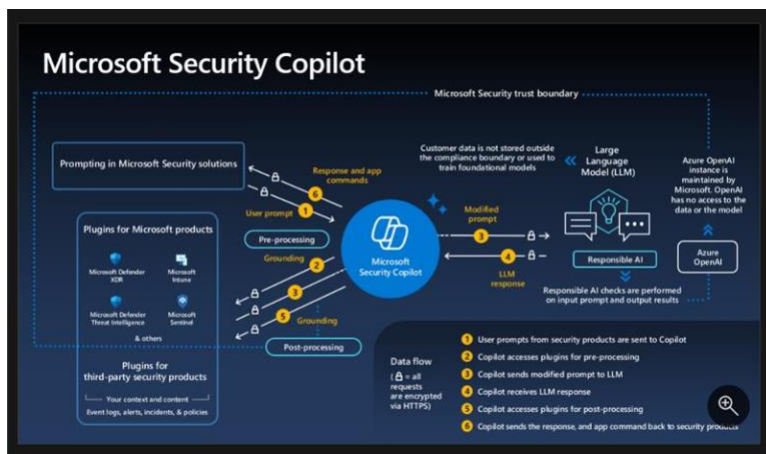 Microsoft Security Copilot
Microsoft Security trust boundary
Prompting in Microsoft Security solutions
Response and app
commands
6
1
User prompt
Pre-processing
Grounding
2
3
5
Grounding
Post-processing
Plugins for Microsoft products
Microsoft Defender
XDR
Microsoft
Intune
Microsoft Defender
Threat Intelligence
Microsoft
Sentinel
& others
Plugins for
third-party security products
Your context and content
Event logs, alerts, incidents, & policies
Microsoft
Security Copilot
Customer data is not stored outside
the compliance boundary or used to
train foundational models
Modified
prompt
3
4
LLM
response
Large
Language
Model (LLM)
Responsible AI
Responsible AI checks are performed
on input prompt and output results
Azure OpenAI
instance is
maintained by
Microsoft. OpenAI
has no access to the
data or the model
Azure
OpenAI
Data flow
( = all
requests
are encrypted
via HTTPS)
1 User prompts from security products are sent to Copilot
2 Copilot accesses plugins for pre-processing
3 Copilot sends modified prompt to LLM
4 Copilot receives LLM response
5 Copilot accesses plugins for post-processing
6 Copilot sends the response, and app command back to security products